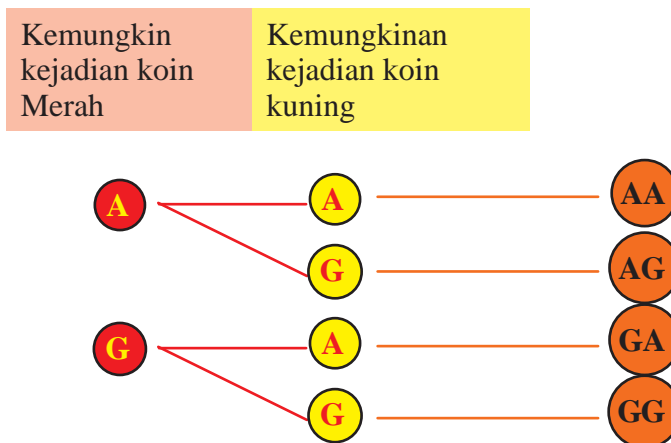 Kemungkin
kejadian koin
Merah
Kemungkinan
kejadian koin
kuning
A A AA
G AG
G A GA
G GG